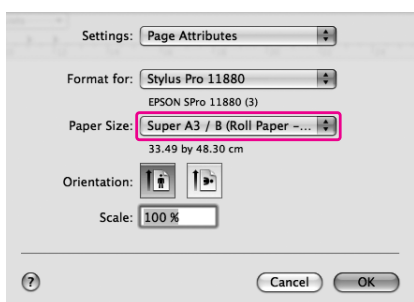 Settings: Page Attributes
Format for: Stylus Pro 11880
EPSON SPro 11880 (3)
Paper Size: Super A3 / B (Roll Paper –...
33.49 by 48.30 cm
Orientation:
Scale: 100 %
? Cancel OK